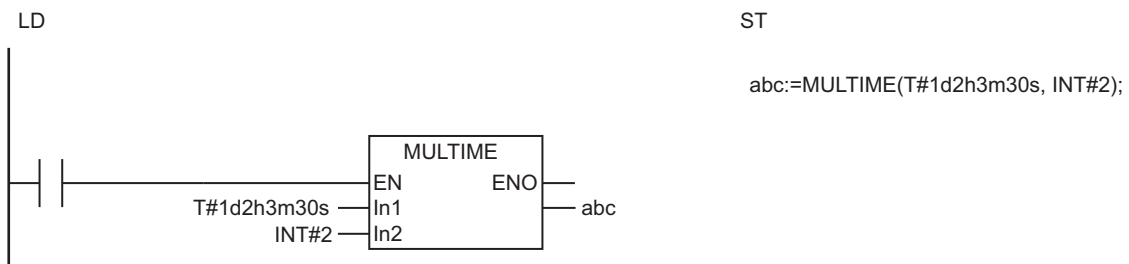 LD
ST
abc:=MULTIME(T#1d2h3m30s, INT#2);
MULTIME
EN ENO
T#1d2h3m30s In1 abc
INT#2 In2